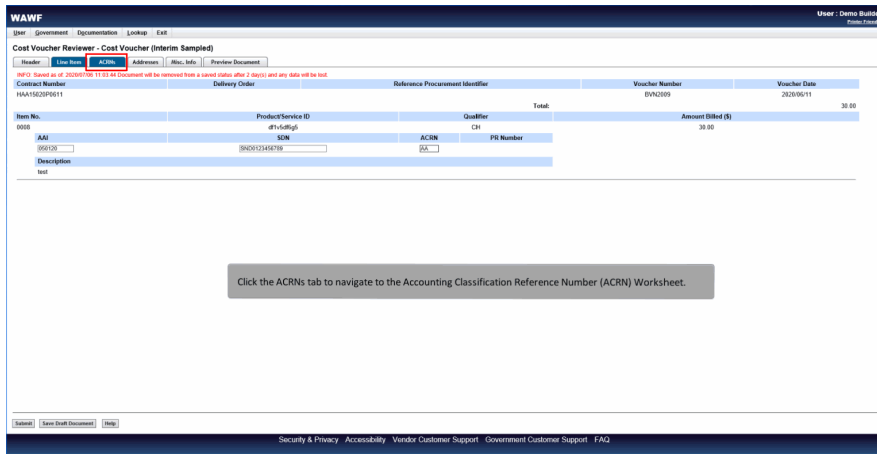 WAWF
User : Demo Builde
Printer Friend
User Government Documentation Lookup Exit
Cost Voucher Reviewer - Cost Voucher (Interim Sampled)
Header Line Item ACRNs Addresses Misc. Info Preview Document
INFO: Saved as of: 2020/07/06 11:03:44 Document will be removed from a saved status after 2 day(s) and any data will be lost.
Contract Number Delivery Order Reference Procurement Identifier Voucher Number Voucher Date
HAA15020P0611 BVN2009 2020/06/11
Total: 30.00
Item No. Product/Service ID Qualifier Amount Billed ($)
0008 df1v5df6g5 CH 30.00
AAI SDN ACRN PR Number
050120 SND0123456789 AA
Description
test
Click the ACRNs tab to navigate to the Accounting Classification Reference Number (ACRN) Worksheet.
Submit Save Draft Document Help
Security & Privacy Accessibility Vendor Customer Support Government Customer Support FAQ